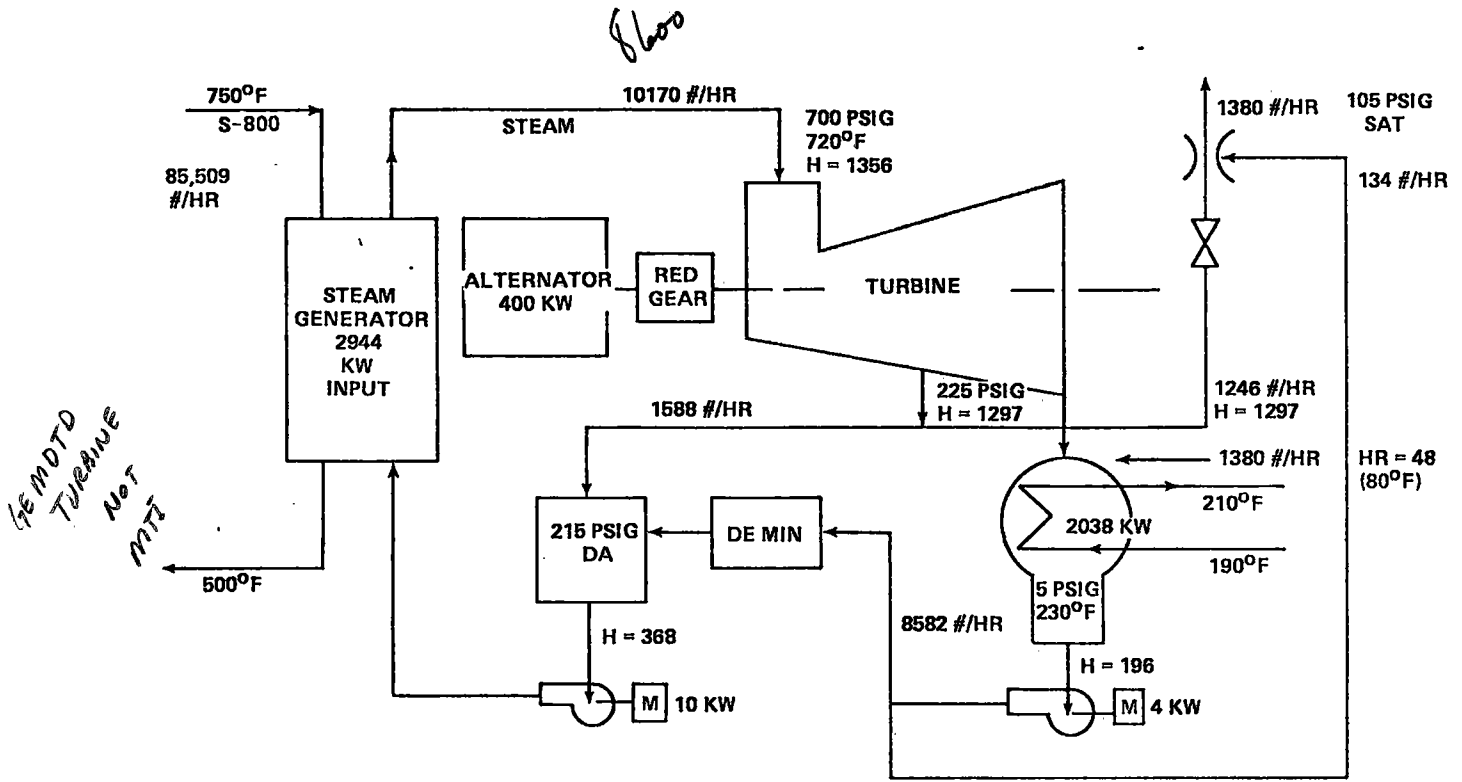 8600
750°F
S-800
85,509
#/HR
10170 #/HR
STEAM
700 PSIG
720°F
H = 1356
1380 #/HR
105 PSIG
SAT
134 #/HR
STEAM
GENERATOR
2944
KW
INPUT
ALTERNATOR
400 KW
RED
GEAR
TURBINE
225 PSIG
H = 1297
1246 #/HR
H = 1297
1588 #/HR
GE MDTD
TURBINE
NOT
MTI
500°F
215 PSIG
DA
DE MIN
1380 #/HR
HR = 48
(80°F)
210°F
2038 KW
190°F
5 PSIG
230°F
8582 #/HR
H = 368
H = 196
M
10 KW
M
4 KW